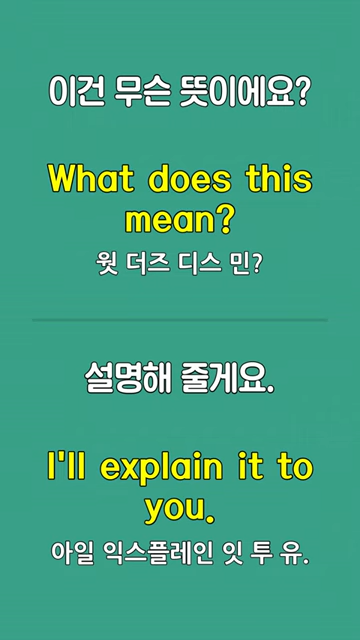 이건 무슨 뜻이에요?
What does this
mean?
왓 더즈 디스 민?
설명해 줄게요.
I'll explain it to
you.
아일 익스플레인 잇 투 유.